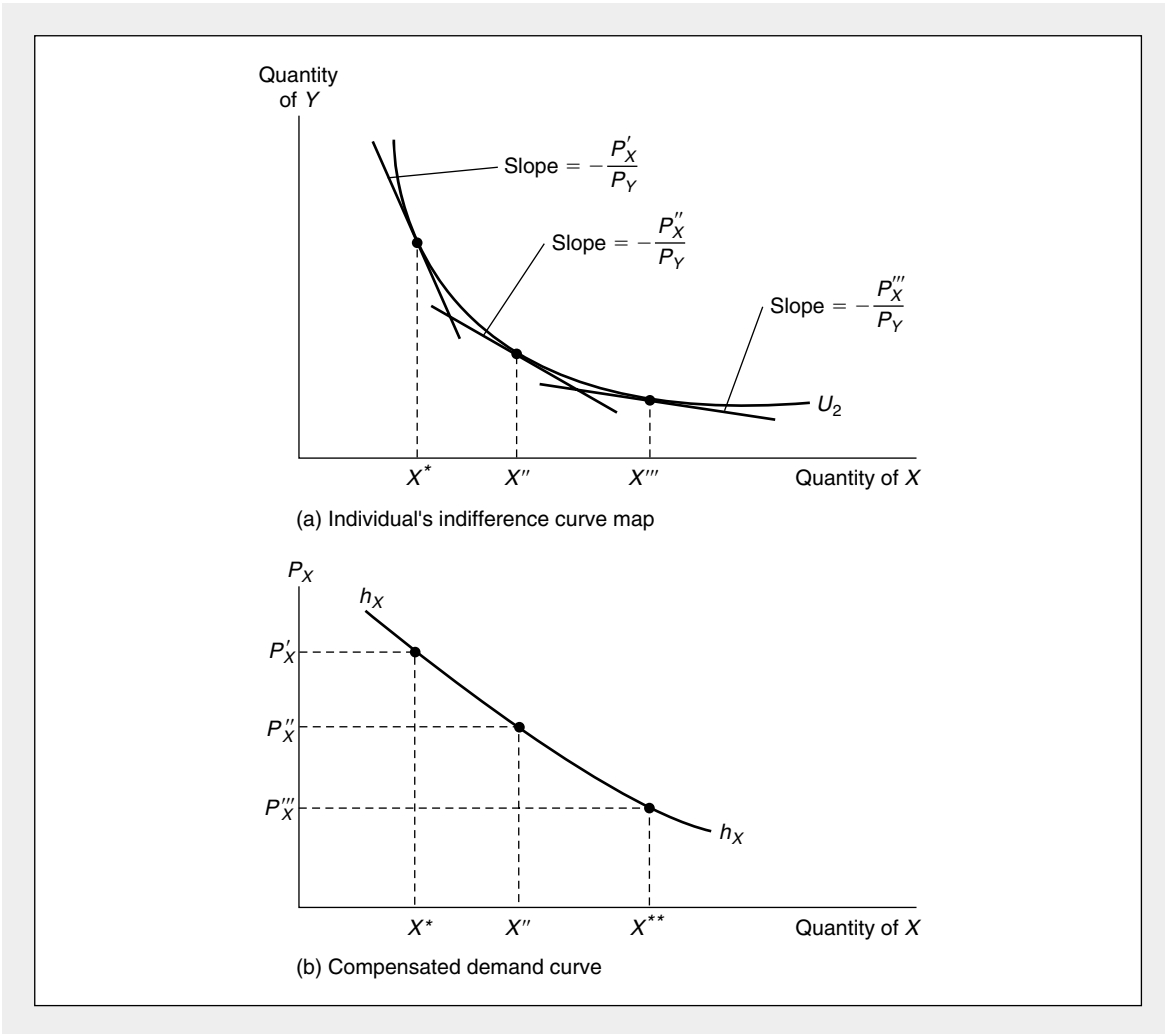 Quantity
of Y
Slope = −P′X/PY
Slope = −P″X/PY
Slope = −P‴X/PY
U2
X*
X″
X‴
Quantity of X
(a) Individual's indifference curve map
PX
hX
P′X
P″X
P‴X
hX
X*
X″
X**
Quantity of X
(b) Compensated demand curve